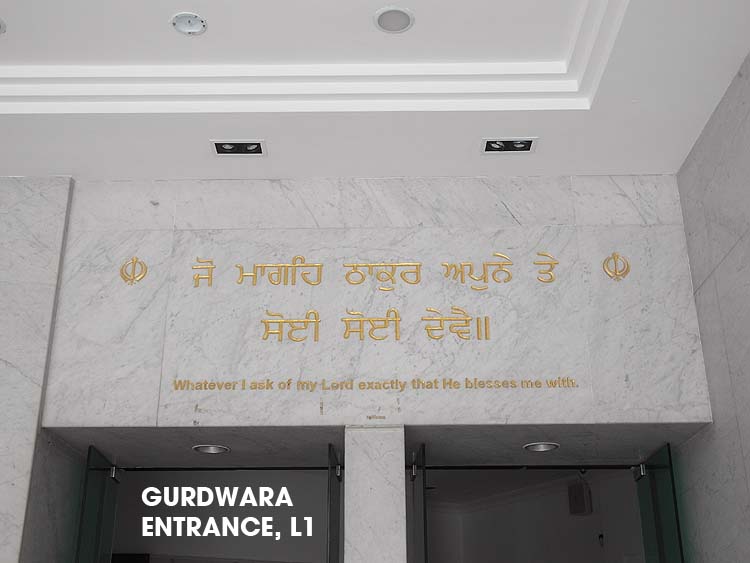 ਜੋ ਮਾਗਹਿ ਠਾਕੁਰ ਅਪੁਨੇ ਤੇ
ਸੋਈ ਸੋਈ ਦੇਵੈ॥
Whatever I ask of my Lord exactly that He blesses me with.
GURDWARA
ENTRANCE, L1